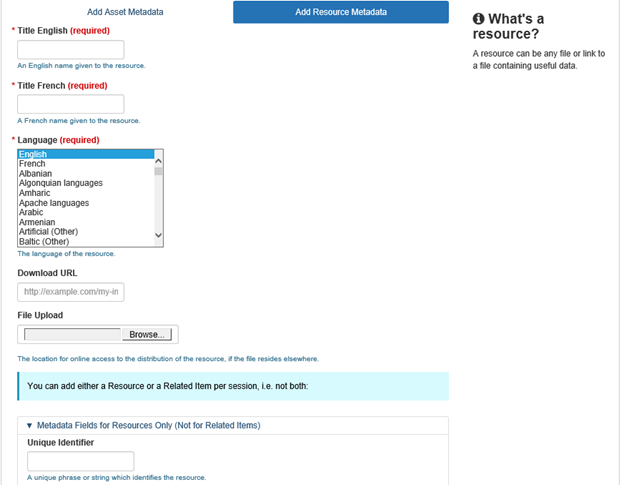 Add Asset Metadata
Add Resource Metadata
* Title English (required)
An English name given to the resource.
* Title French (required)
A French name given to the resource.
* Language (required)
English
French
Albanian
Algonquian languages
Amharic
Apache languages
Arabic
Armenian
Artificial (Other)
Baltic (Other)
The language of the resource.
Download URL
http://example.com/my-in
File Upload
Browse...
The location for online access to the distribution of the resource, if the file resides elsewhere.
You can add either a Resource or a Related Item per session, i.e. not both:
▼ Metadata Fields for Resources Only (Not for Related Items)
Unique Identifier
A unique phrase or string which identifies the resource.
What's a
resource?
A resource can be any file or link to
a file containing useful data.